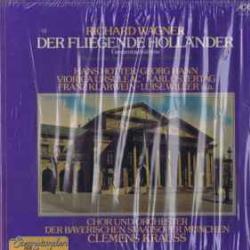 RICHARD WAGNER
DER FLIEGENDE HOLLÄNDER
HANS HOTTER · GEORG HANN
VIORICA URSULEAC · KARL OSTERTAG
FRANZ KLARWEIN · LUISE WILLER u.a.
CHOR UND ORCHESTER
DER BAYERISCHEN STAATSOPER MÜNCHEN
CLEMENS KRAUSS